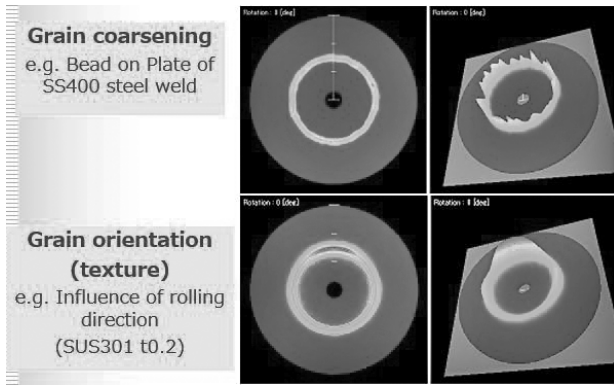 Grain coarsening
e.g. Bead on Plate of
SS400 steel weld
Rotation : 0 [deg]
Rotation : 0 [deg]
Grain orientation
(texture)
e.g. Influence of rolling
direction
(SUS301 t0.2)
Rotation : 0 [deg]
Rotation : 0 [deg]